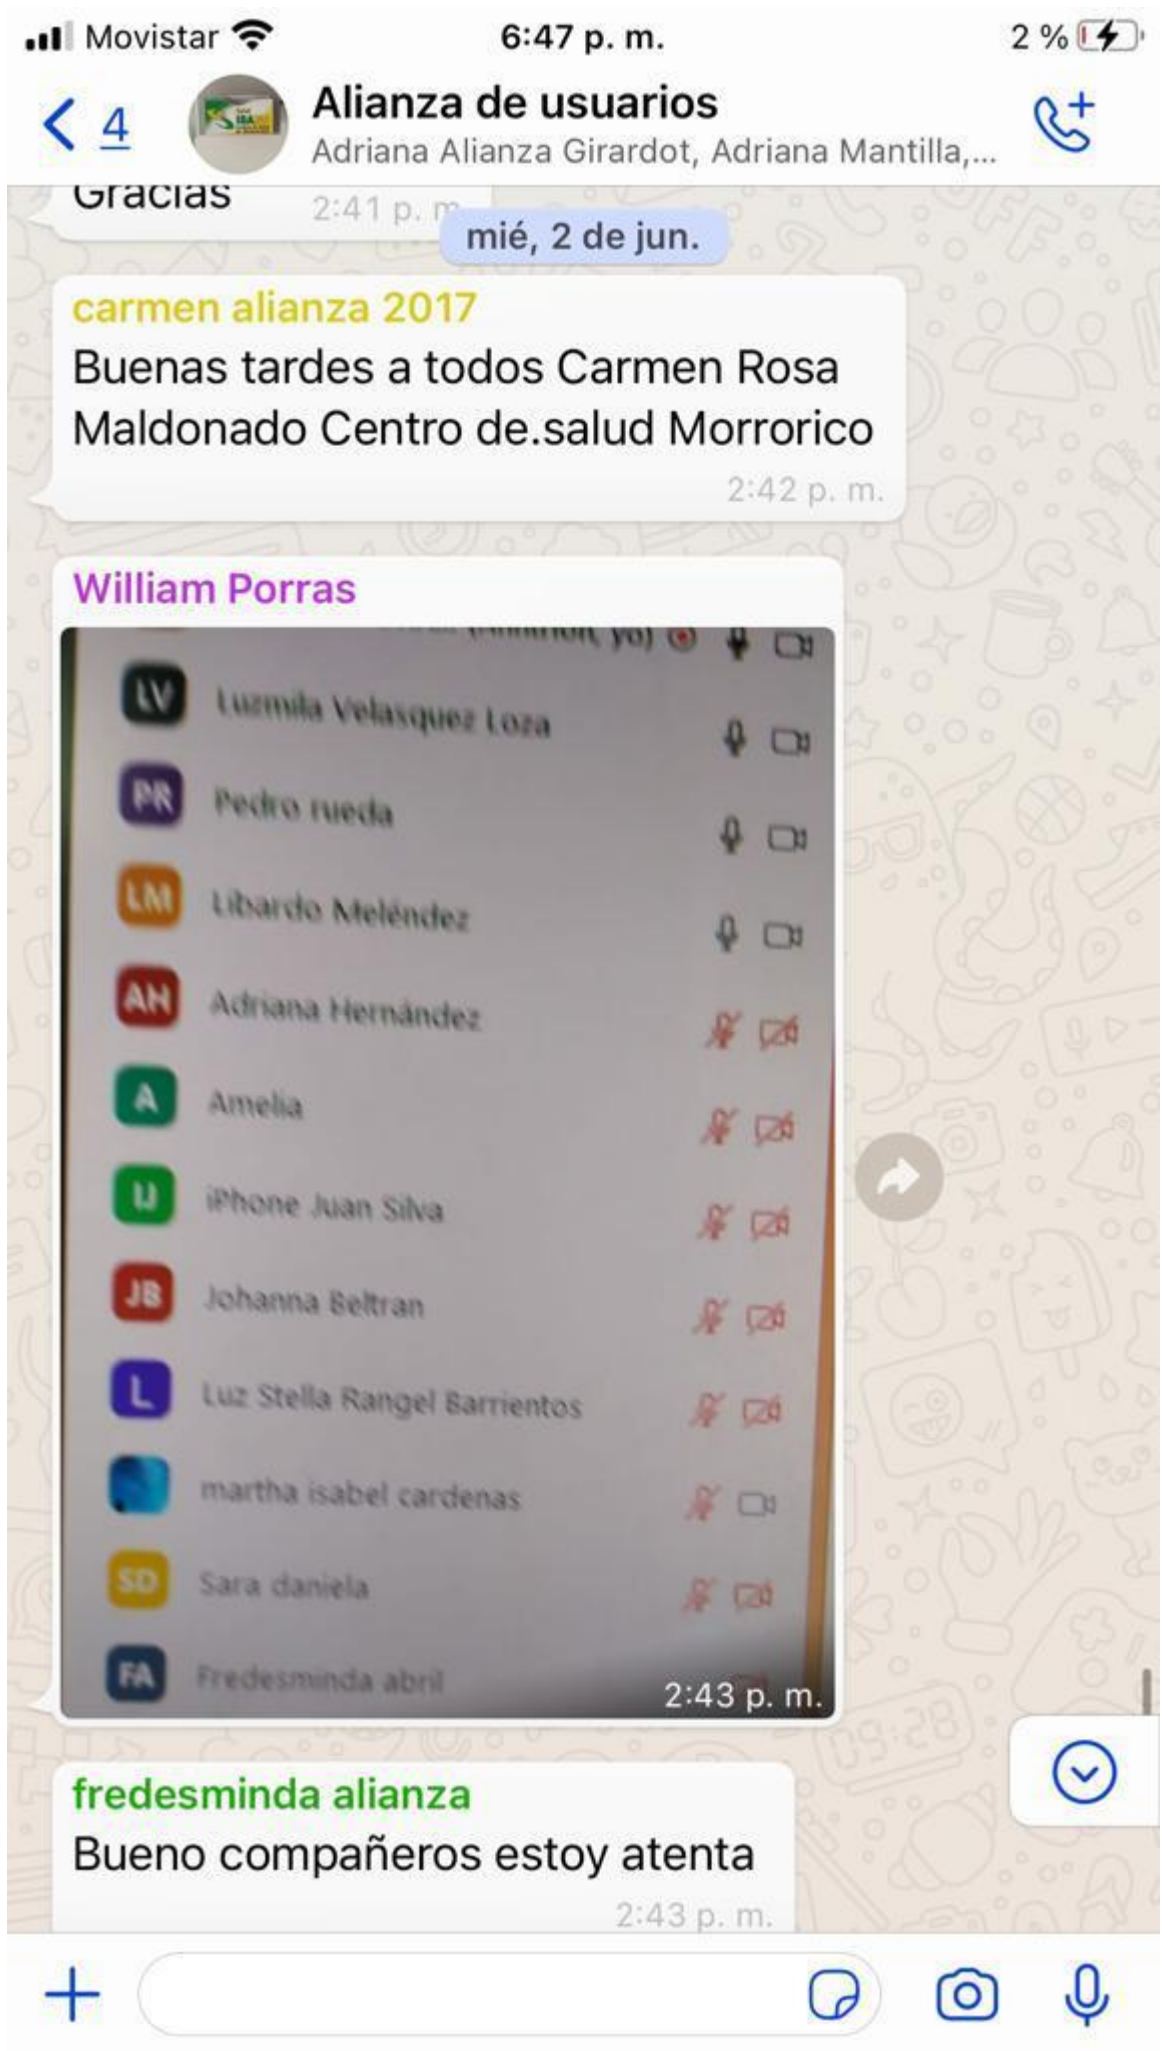 Movistar
6:47 p. m.
2 %
4
Alianza de usuarios
Adriana Alianza Girardot, Adriana Mantilla,...
Gracias
2:41 p. m.
mié, 2 de jun.
carmen alianza 2017
Buenas tardes a todos Carmen Rosa
Maldonado Centro de.salud Morrorico
2:42 p. m.
William Porras
(Anfitrión, yo)
LV Luzmila Velasquez Loza
PR Pedro rueda
LM Libardo Meléndez
AH Adriana Hernández
A Amelia
IJ iPhone Juan Silva
JB Johanna Beltran
L Luz Stella Rangel Barrientos
martha isabel cardenas
SD Sara daniela
FA Fredesminda abril
2:43 p. m.
fredesminda alianza
Bueno compañeros estoy atenta
2:43 p. m.